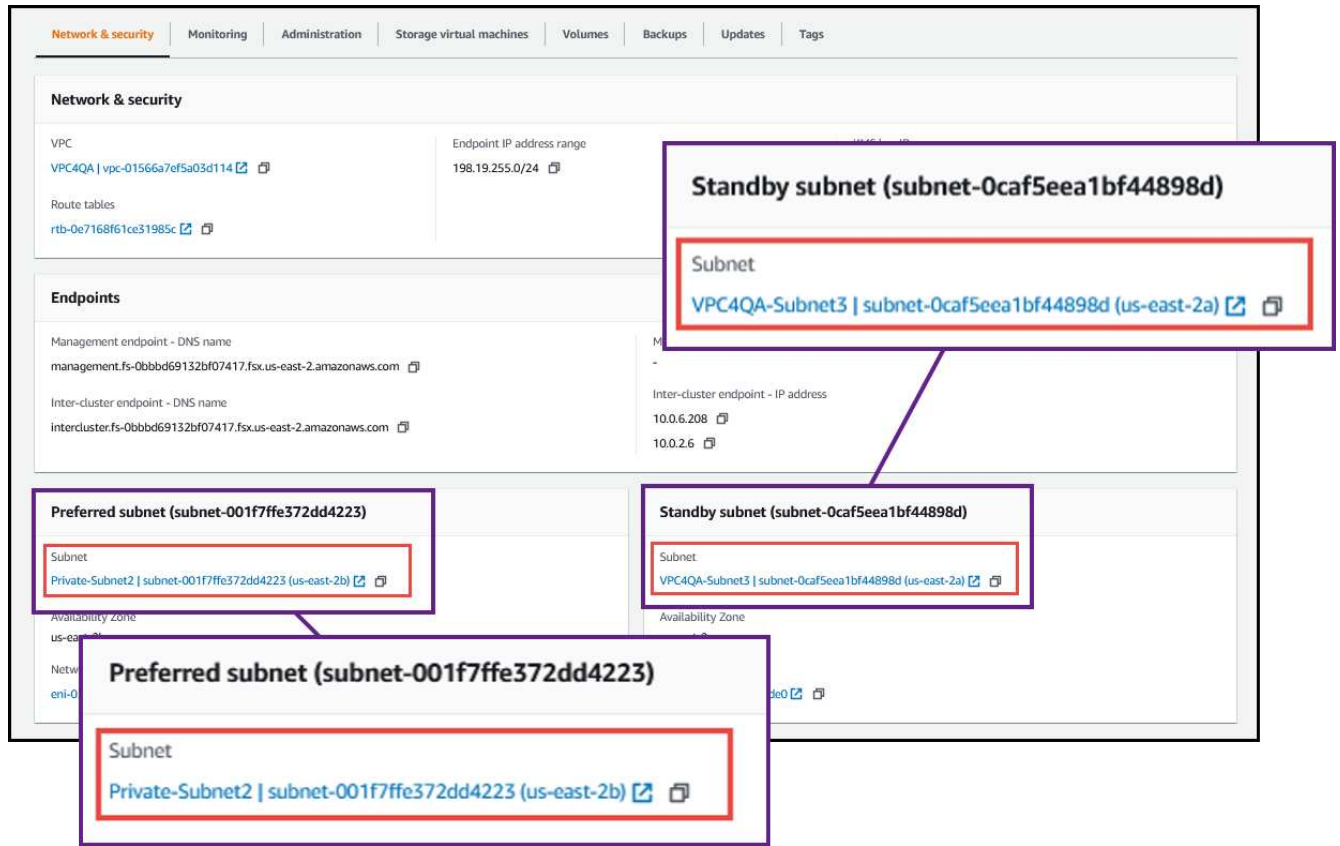 Network & security
Monitoring
Administration
Storage virtual machines
Volumes
Backups
Updates
Tags
Network & security
VPC
VPC4QA | vpc-01566a7ef5a03d114
Route tables
rtb-0e7168f61ce31985c
Endpoint IP address range
198.19.255.0/24
Standby subnet (subnet-0caf5eea1bf44898d)
Subnet
VPC4QA-Subnet3 | subnet-0caf5eea1bf44898d (us-east-2a)
Endpoints
Management endpoint - DNS name
management.fs-0bbbd69132bf07417.fsx.us-east-2.amazonaws.com
Inter-cluster endpoint - DNS name
intercluster.fs-0bbbd69132bf07417.fsx.us-east-2.amazonaws.com
-
Inter-cluster endpoint - IP address
10.0.6.208
10.0.2.6
Preferred subnet (subnet-001f7ffe372dd4223)
Subnet
Private-Subnet2 | subnet-001f7ffe372dd4223 (us-east-2b)
Availability Zone
Standby subnet (subnet-0caf5eea1bf44898d)
Subnet
VPC4QA-Subnet3 | subnet-0caf5eea1bf44898d (us-east-2a)
Availability Zone
Preferred subnet (subnet-001f7ffe372dd4223)
Subnet
Private-Subnet2 | subnet-001f7ffe372dd4223 (us-east-2b)